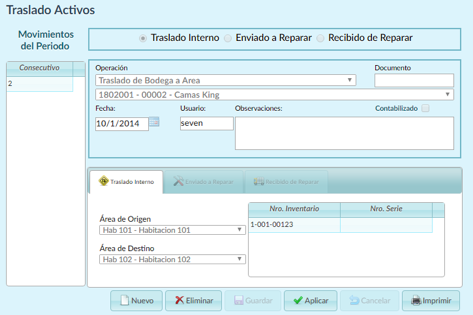 Traslado Activos
Movimientos
del Periodo
Traslado Interno Enviado a Reparar Recibido de Reparar
Consecutivo
2
Operación Documento
Traslado de Bodega a Area
1802001 - 00002 - Camas King
Fecha: Usuario: Observaciones: Contabilizado
10/1/2014 seven
Traslado Interno Enviado a Reparar Recibido de Reparar
Nro. Inventario Nro. Serie
1-001-00123
Área de Origen
Hab 101 - Habitacion 101
Área de Destino
Hab 102 - Habitacion 102
Nuevo Eliminar Guardar Aplicar Cancelar Imprimir